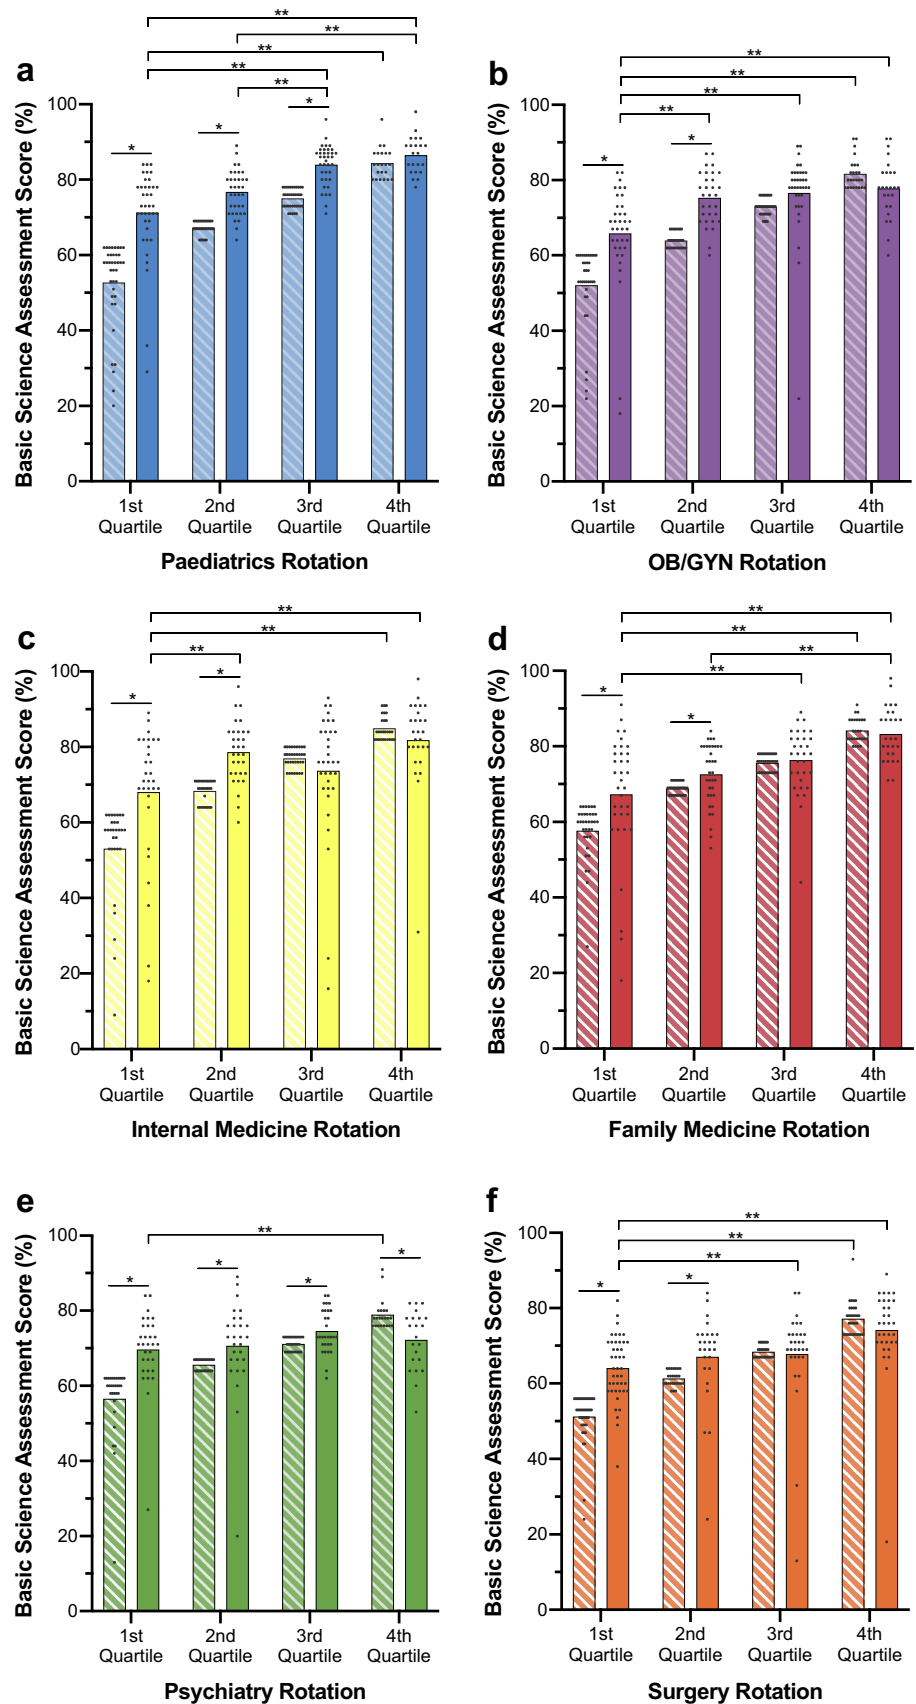 a
**
**
**
**
**
*
*
*
Basic Science Assessment Score (%)
100
80
60
40
20
0
1st Quartile
2nd Quartile
3rd Quartile
4th Quartile
Paediatrics Rotation
b
**
**
**
**
*
*
Basic Science Assessment Score (%)
100
80
60
40
20
0
1st Quartile
2nd Quartile
3rd Quartile
4th Quartile
OB/GYN Rotation
c
**
**
**
*
*
Basic Science Assessment Score (%)
100
80
60
40
20
0
1st Quartile
2nd Quartile
3rd Quartile
4th Quartile
Internal Medicine Rotation
d
**
**
**
**
*
*
Basic Science Assessment Score (%)
100
80
60
40
20
0
1st Quartile
2nd Quartile
3rd Quartile
4th Quartile
Family Medicine Rotation
e
**
*
*
*
*
Basic Science Assessment Score (%)
100
80
60
40
20
0
1st Quartile
2nd Quartile
3rd Quartile
4th Quartile
Psychiatry Rotation
f
**
**
**
*
*
Basic Science Assessment Score (%)
100
80
60
40
20
0
1st Quartile
2nd Quartile
3rd Quartile
4th Quartile
Surgery Rotation